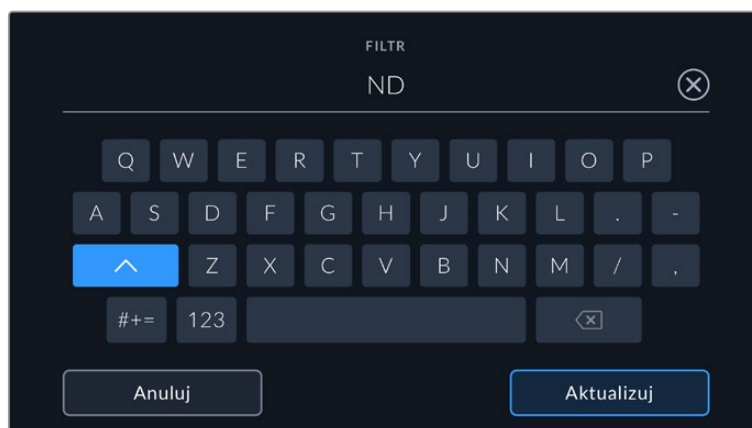 FILTR
ND
Q W E R T Y U I O P
A S D F G H J K L . -
Z X C V B N M / ,
#+= 123
Anuluj Aktualizuj